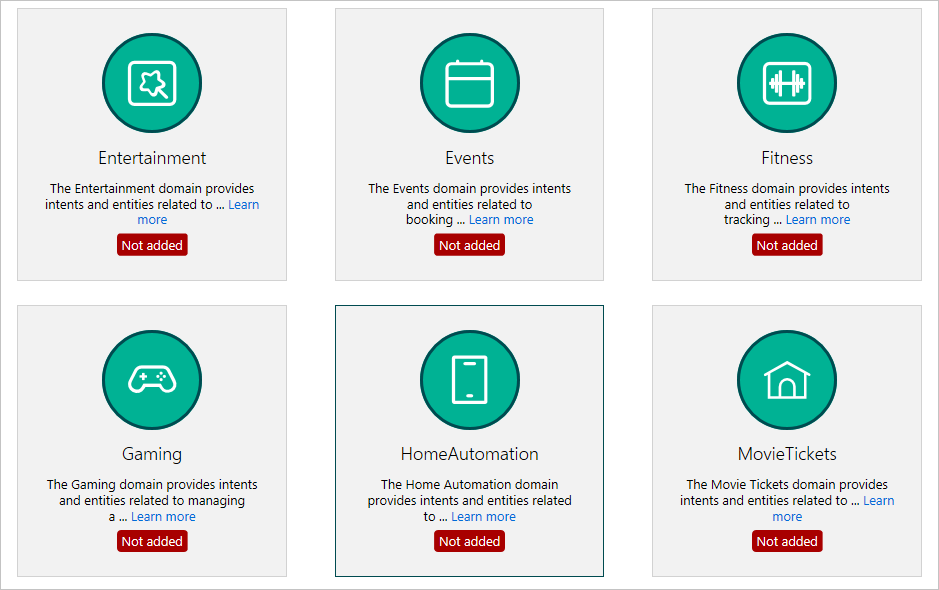 Entertainment
The Entertainment domain provides
intents and entities related to ... Learn
more
Not added
Events
The Events domain provides intents
and entities related to
booking ... Learn more
Not added
Fitness
The Fitness domain provides intents
and entities related to
tracking ... Learn more
Not added
Gaming
The Gaming domain provides intents
and entities related to managing
a ... Learn more
Not added
HomeAutomation
The Home Automation domain
provides intents and entities related
to ... Learn more
Not added
MovieTickets
The Movie Tickets domain provides
intents and entities related to ... Learn
more
Not added